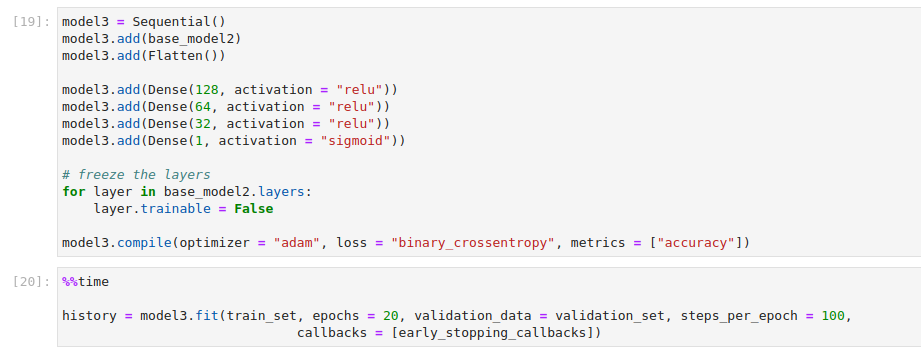 [19]: model3 = Sequential()
model3.add(base_model2)
model3.add(Flatten())
model3.add(Dense(128, activation = "relu"))
model3.add(Dense(64, activation = "relu"))
model3.add(Dense(32, activation = "relu"))
model3.add(Dense(1, activation = "sigmoid"))
# freeze the layers
for layer in base_model2.layers:
    layer.trainable = False
model3.compile(optimizer = "adam", loss = "binary_crossentropy", metrics = ["accuracy"])
[20]: %%time
history = model3.fit(train_set, epochs = 20, validation_data = validation_set, steps_per_epoch = 100,
                              callbacks = [early_stopping_callbacks])